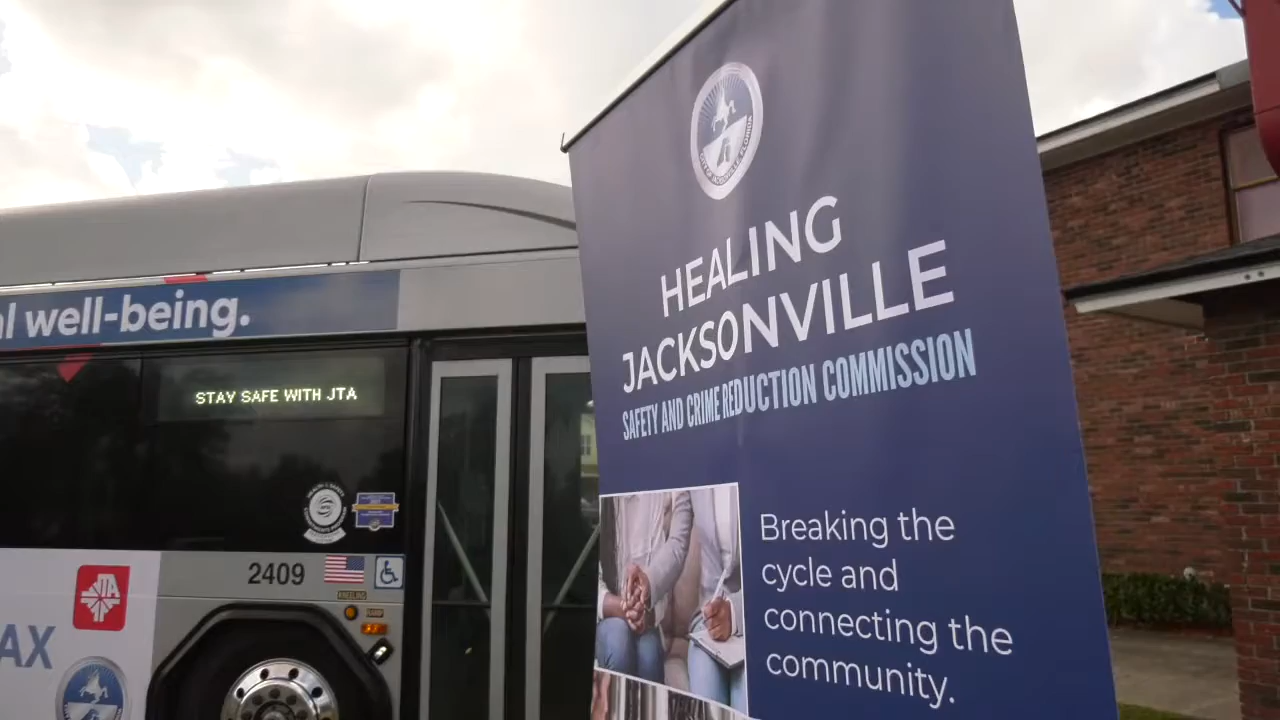 l well-being.
STAY SAFE WITH JTA
2409
JTA
AX
HEALING
JACKSONVILLE
SAFETY AND CRIME REDUCTION COMMISSION
Breaking the
cycle and
connecting the
community.